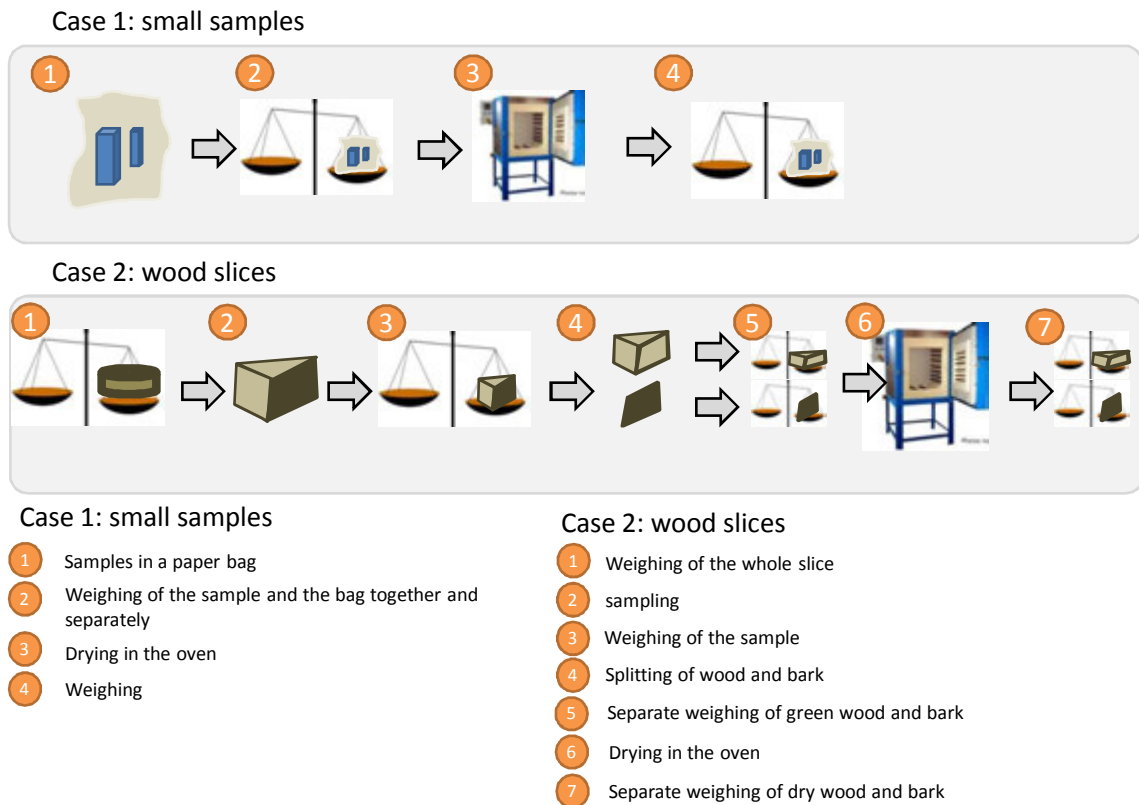 Case 1: small samples
1
2
3
4
Case 2: wood slices
1
2
3
4
5
6
7
Case 1: small samples
1 Samples in a paper bag
2 Weighing of the sample and the bag together and
separately
3 Drying in the oven
4 Weighing
Case 2: wood slices
1 Weighing of the whole slice
2 sampling
3 Weighing of the sample
4 Splitting of wood and bark
5 Separate weighing of green wood and bark
6 Drying in the oven
7 Separate weighing of dry wood and bark